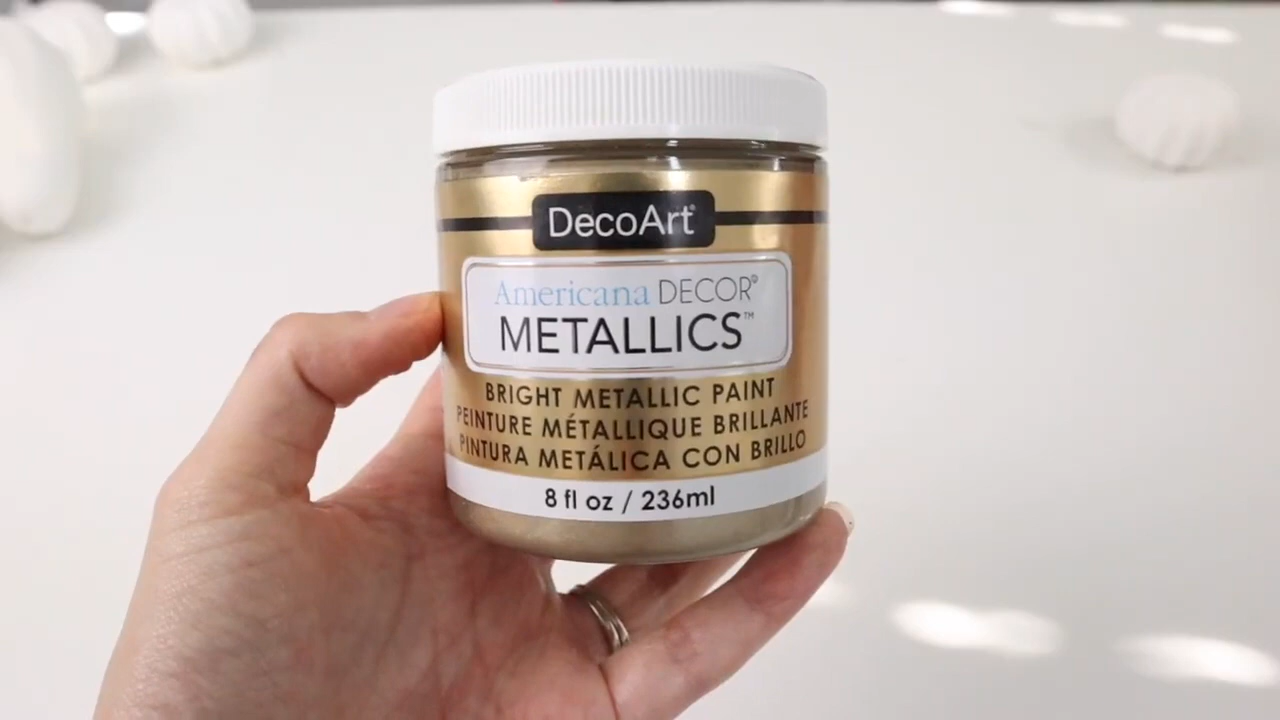 DecoArt®
Americana DECOR®
METALLICS™
BRIGHT METALLIC PAINT
PEINTURE MÉTALLIQUE BRILLANTE
PINTURA METÁLICA CON BRILLO
8 fl oz / 236ml